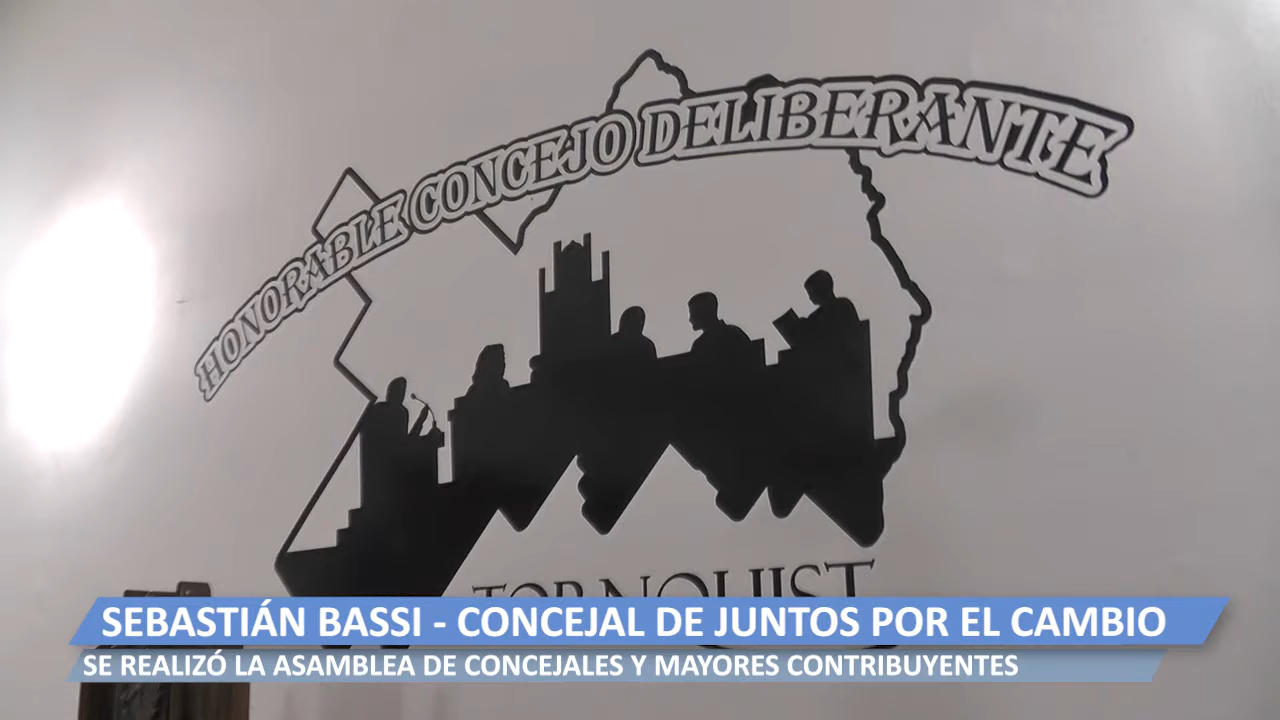 HONORABLE CONCEJO DELIBERANTE
TORNQUIST
SEBASTIÁN BASSI - CONCEJAL DE JUNTOS POR EL CAMBIO
SE REALIZÓ LA ASAMBLEA DE CONCEJALES Y MAYORES CONTRIBUYENTES